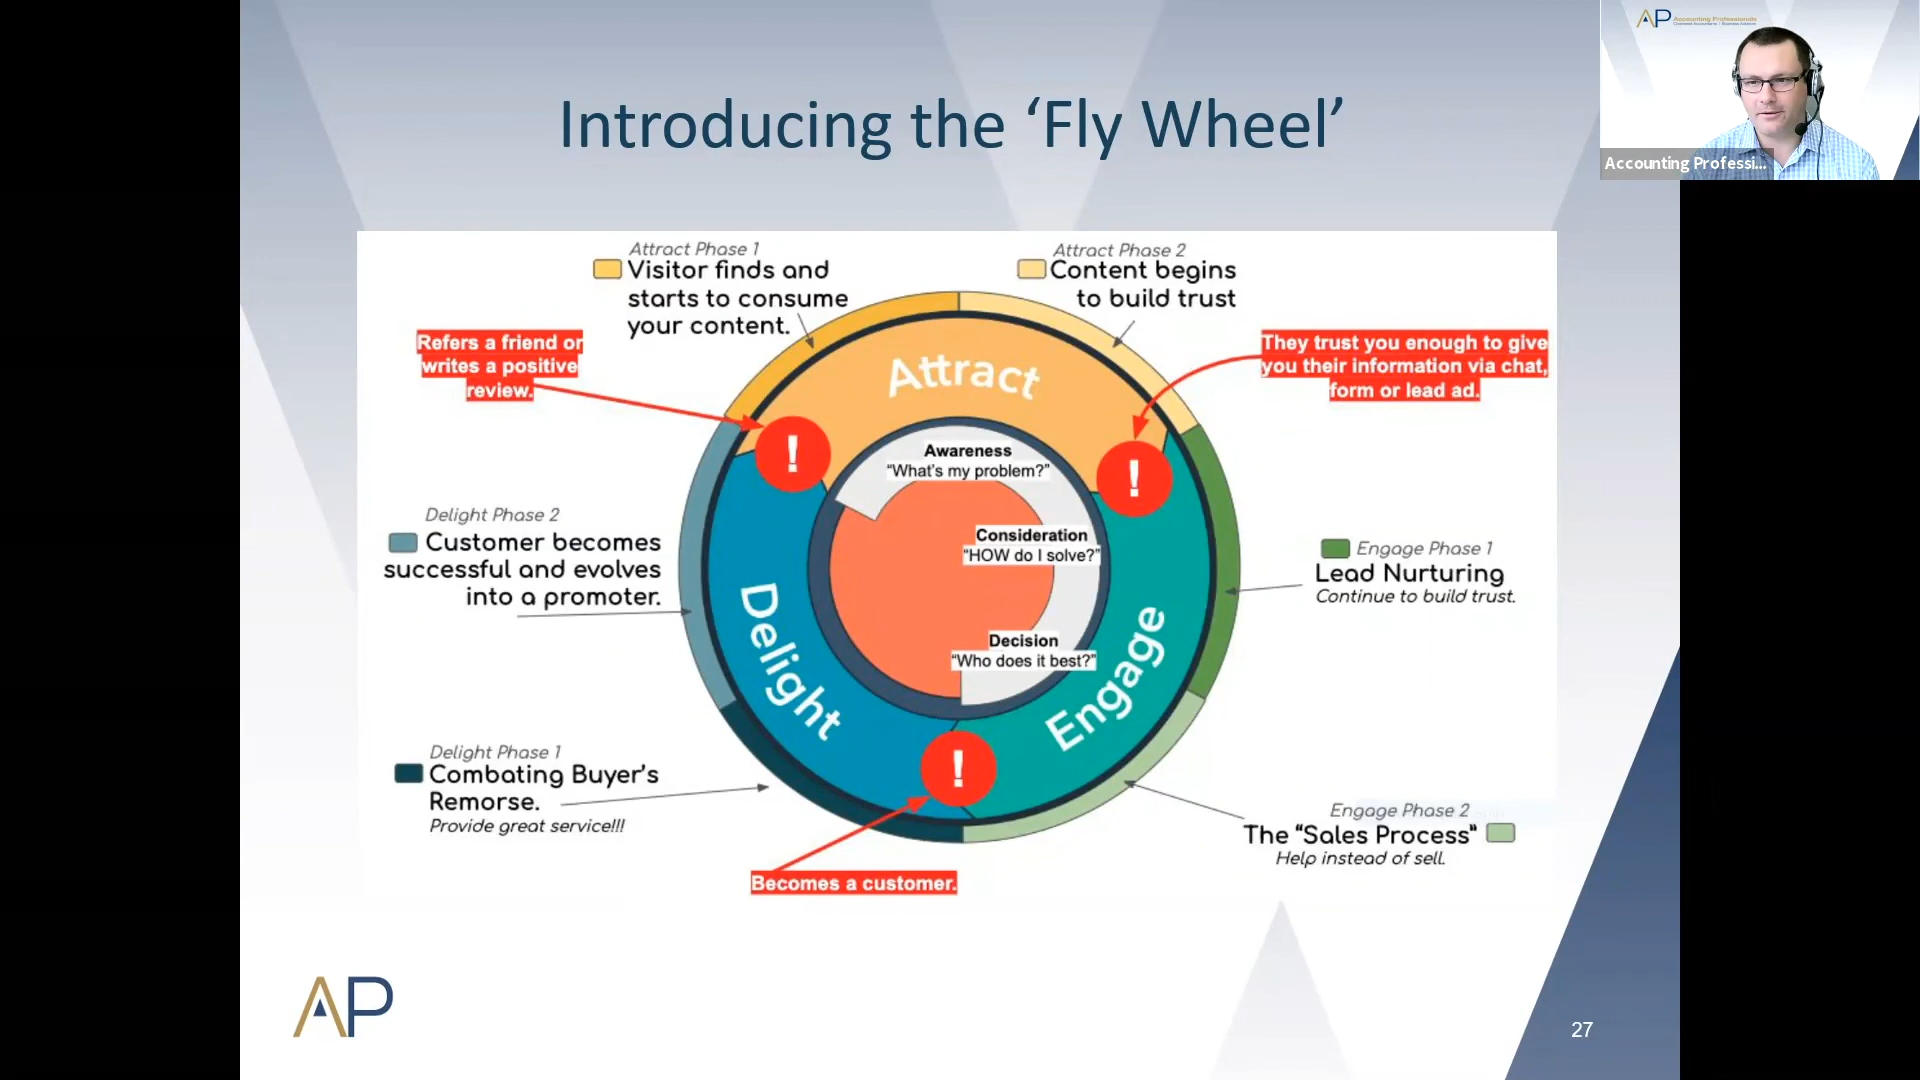 AP Accounting Professionals
Accounting Professi...
Introducing the ‘Fly Wheel’
Attract Phase 1
Visitor finds and
starts to consume
your content.
Attract Phase 2
Content begins
to build trust
Refers a friend or
writes a positive
review.
They trust you enough to give
you their information via chat,
form or lead ad.
Attract
!
!
Awareness
“What’s my problem?”
Consideration
“HOW do I solve?”
Decision
“Who does it best?”
Delight Phase 2
Customer becomes
successful and evolves
into a promoter.
Engage Phase 1
Lead Nurturing
Continue to build trust.
Delight
Engage
!
Delight Phase 1
Combating Buyer’s
Remorse.
Provide great service!!!
Engage Phase 2
The “Sales Process”
Help instead of sell.
Becomes a customer.
AP
27